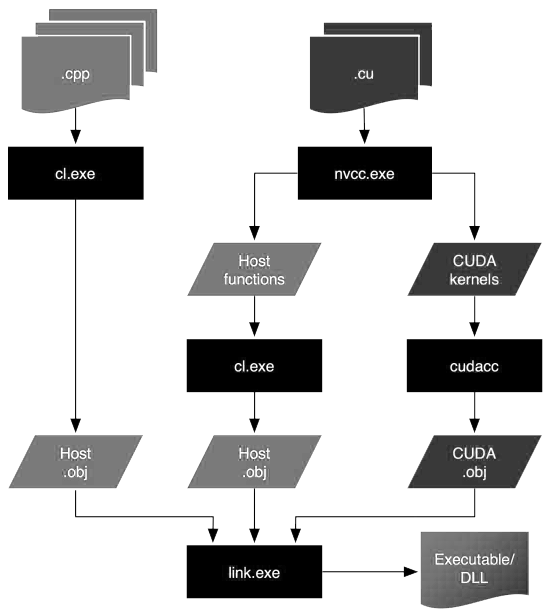 .cpp
.cu
cl.exe
nvcc.exe
Host
functions
CUDA
kernels
cl.exe
cudacc
Host
.obj
Host
.obj
CUDA
.obj
link.exe
Executable/
DLL